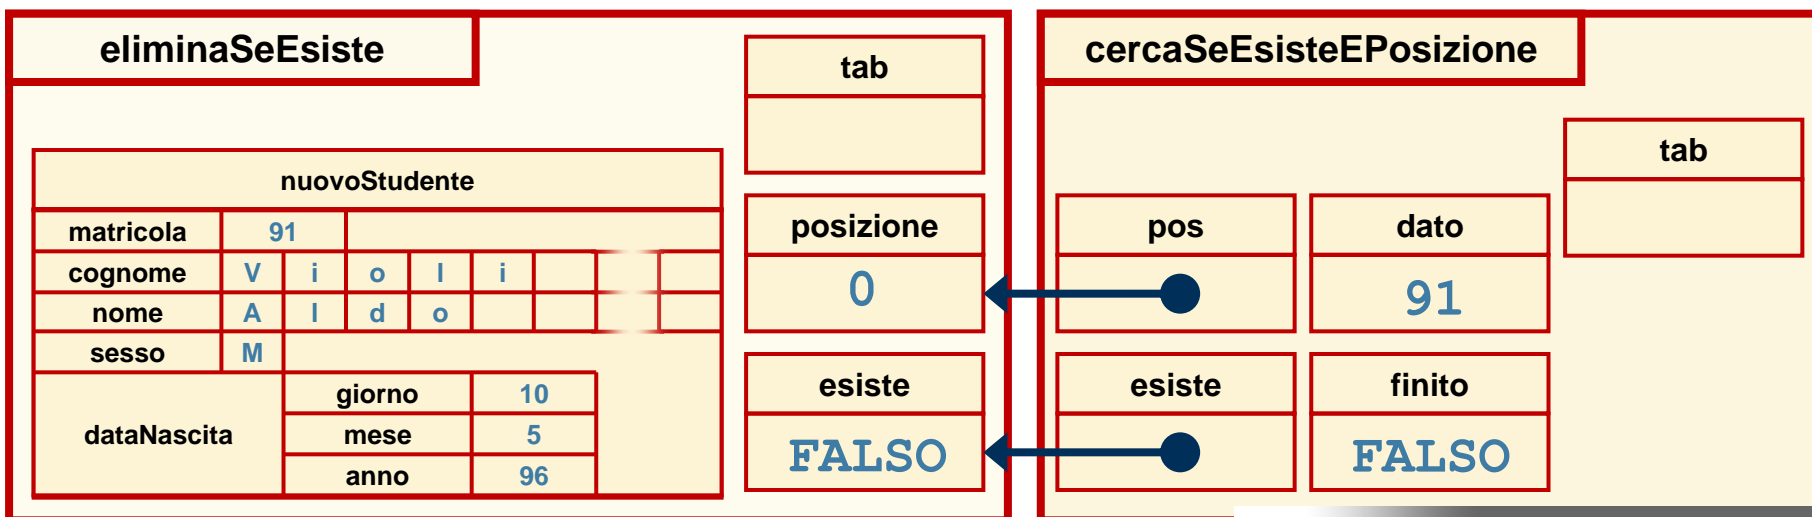 eliminaSeEsiste
tab
nuovoStudente
matricola 91
cognome V i o l i
nome A l d o
sesso M
dataNascita
giorno 10
mese 5
anno 96
posizione
0
esiste
FALSO
cercaSeEsisteEPosizione
tab
pos
dato
91
esiste
finito
FALSO